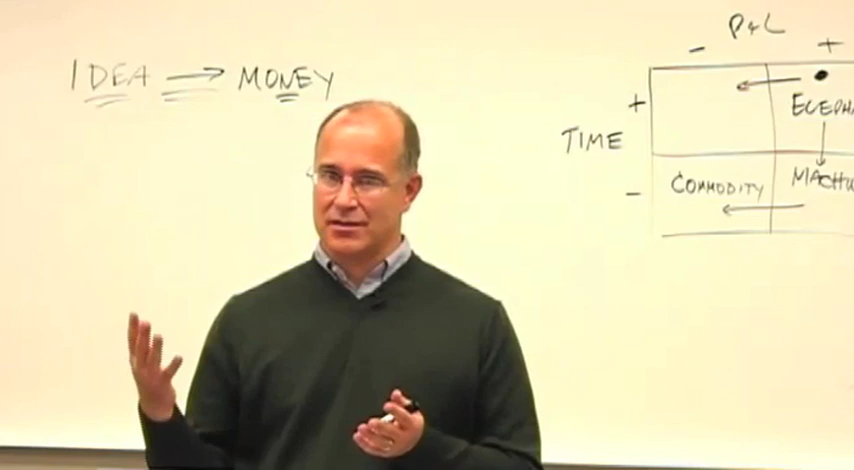 IDEA → MONEY
P&L
- +
+
TIME
-
COMMODITY